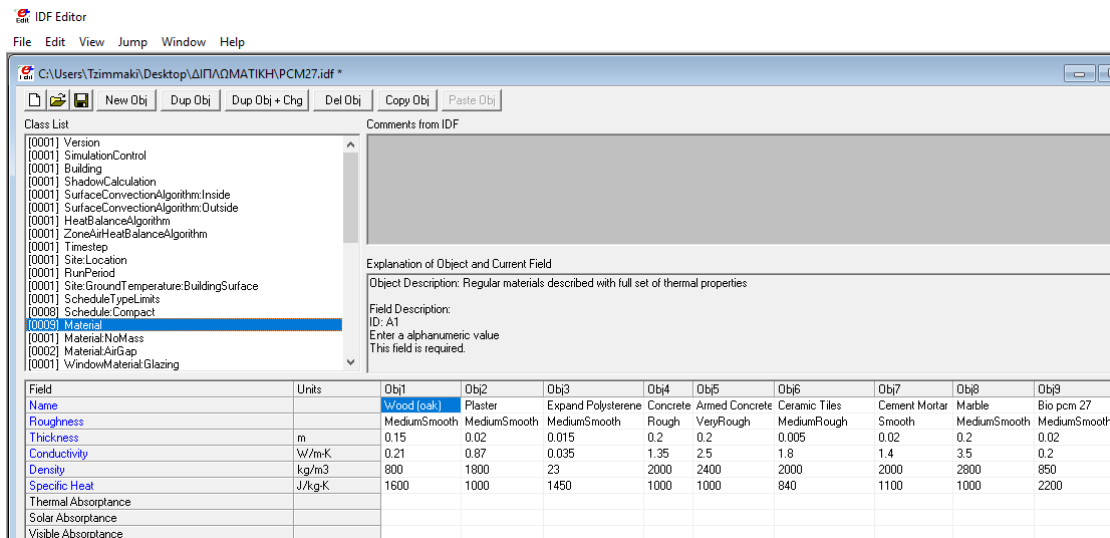 IDF Editor
File Edit View Jump Window Help
C:\Users\Tzimmaki\Desktop\ΔΙΠΛΩΜΑΤΙΚΗ\PCM27.idf *
New Obj Dup Obj Dup Obj + Chg Del Obj Copy Obj Paste Obj
Class List
Comments from IDF
[0001] Version
[0001] SimulationControl
[0001] Building
[0001] ShadowCalculation
[0001] SurfaceConvectionAlgorithm:Inside
[0001] SurfaceConvectionAlgorithm:Outside
[0001] HeatBalanceAlgorithm
[0001] ZoneAirHeatBalanceAlgorithm
[0001] Timestep
[0001] Site:Location
[0001] RunPeriod
[0001] Site:GroundTemperature:BuildingSurface
[0001] ScheduleTypeLimits
[0008] Schedule:Compact
[0009] Material
[0001] Material:NoMass
[0002] Material:AirGap
[0001] WindowMaterial:Glazing
Explanation of Object and Current Field
Object Description: Regular materials described with full set of thermal properties
Field Description:
ID: A1
Enter a alphanumeric value
This field is required.
Field Units Obj1 Obj2 Obj3 Obj4 Obj5 Obj6 Obj7 Obj8 Obj9
Name Wood (oak) Plaster Expand Polysterene Concrete Armed Concrete Ceramic Tiles Cement Mortar Marble Bio pcm 27
Roughness MediumSmooth MediumSmooth MediumSmooth Rough VeryRough MediumRough Smooth MediumSmooth MediumSmooth
Thickness m 0.15 0.02 0.015 0.2 0.2 0.005 0.02 0.2 0.02
Conductivity W/m-K 0.21 0.87 0.035 1.35 2.5 1.8 1.4 3.5 0.2
Density kg/m3 800 1800 23 2000 2400 2000 2000 2800 850
Specific Heat J/kg-K 1600 1000 1450 1000 1000 840 1100 1000 2200
Thermal Absorptance
Solar Absorptance
Visible Absorptance